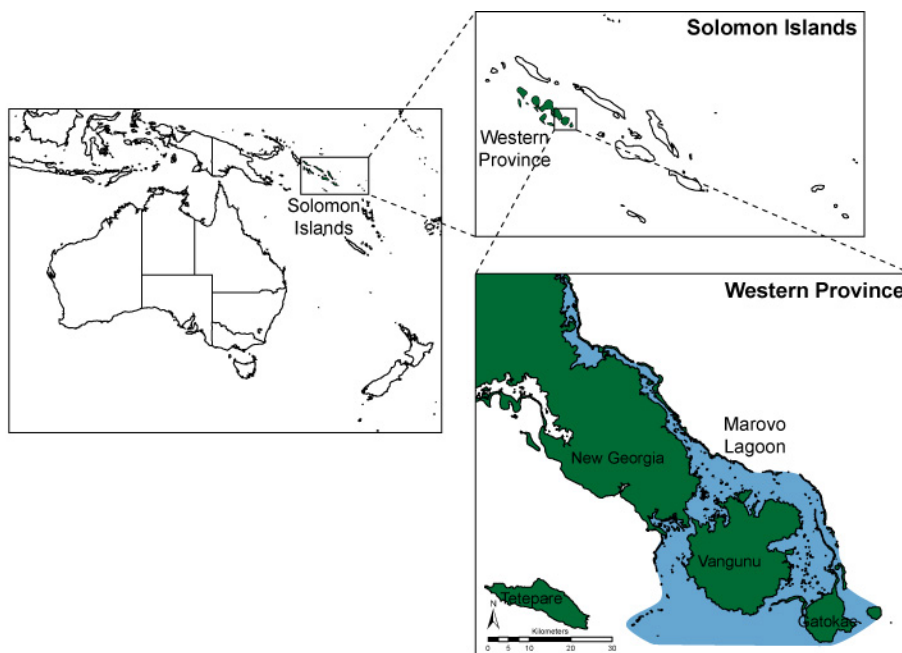 Solomon Islands
Western
Province
Solomon
Islands
Western Province
Marovo
Lagoon
New Georgia
Vangunu
Tetepare
Gatokae
N
Kilometers
0 5 10 20 30